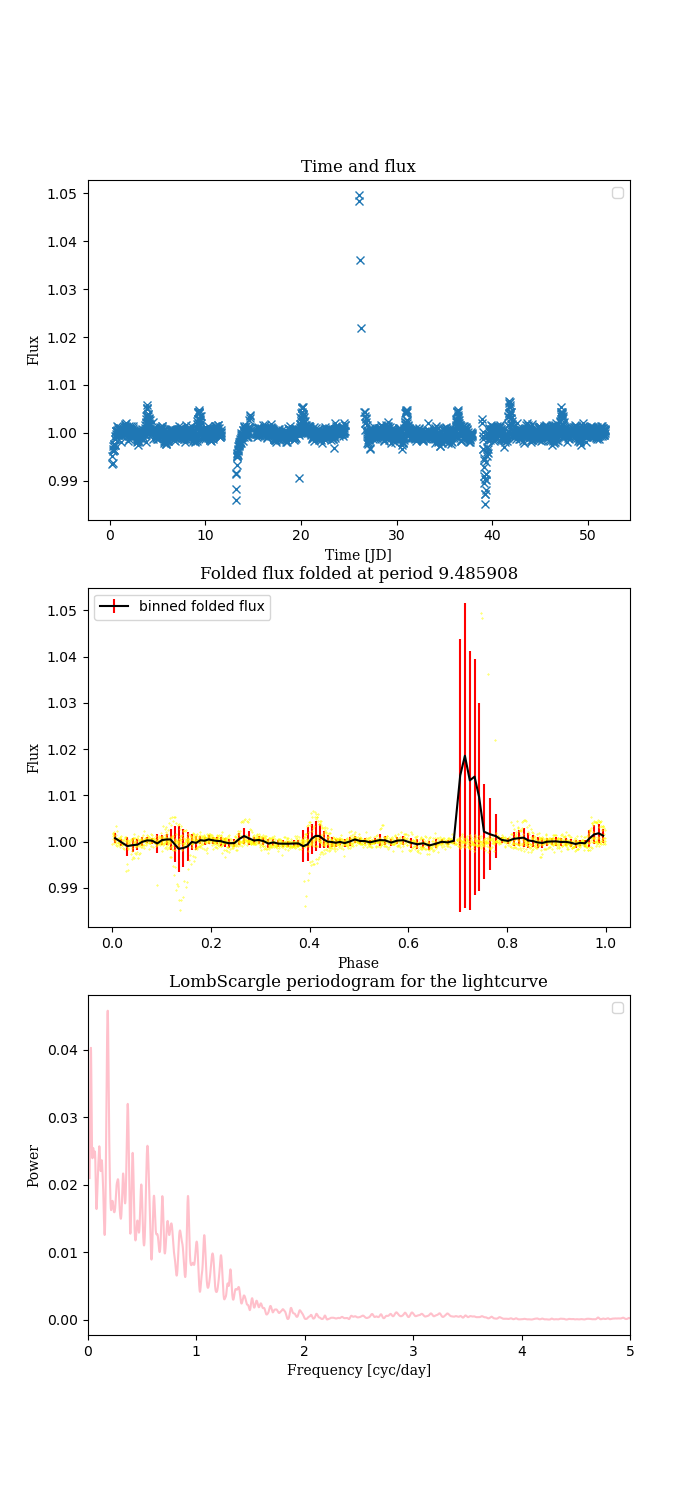 Time and flux
1.05
1.04
1.03
1.02
1.01
1.00
0.99
Flux
0 10 20 30 40 50
Time [JD]
Folded flux folded at period 9.485908
binned folded flux
1.05
1.04
1.03
1.02
1.01
1.00
0.99
Flux
0.0 0.2 0.4 0.6 0.8 1.0
Phase
LombScargle periodogram for the lightcurve
0.04
0.03
0.02
0.01
0.00
Power
0 1 2 3 4 5
Frequency [cyc/day]